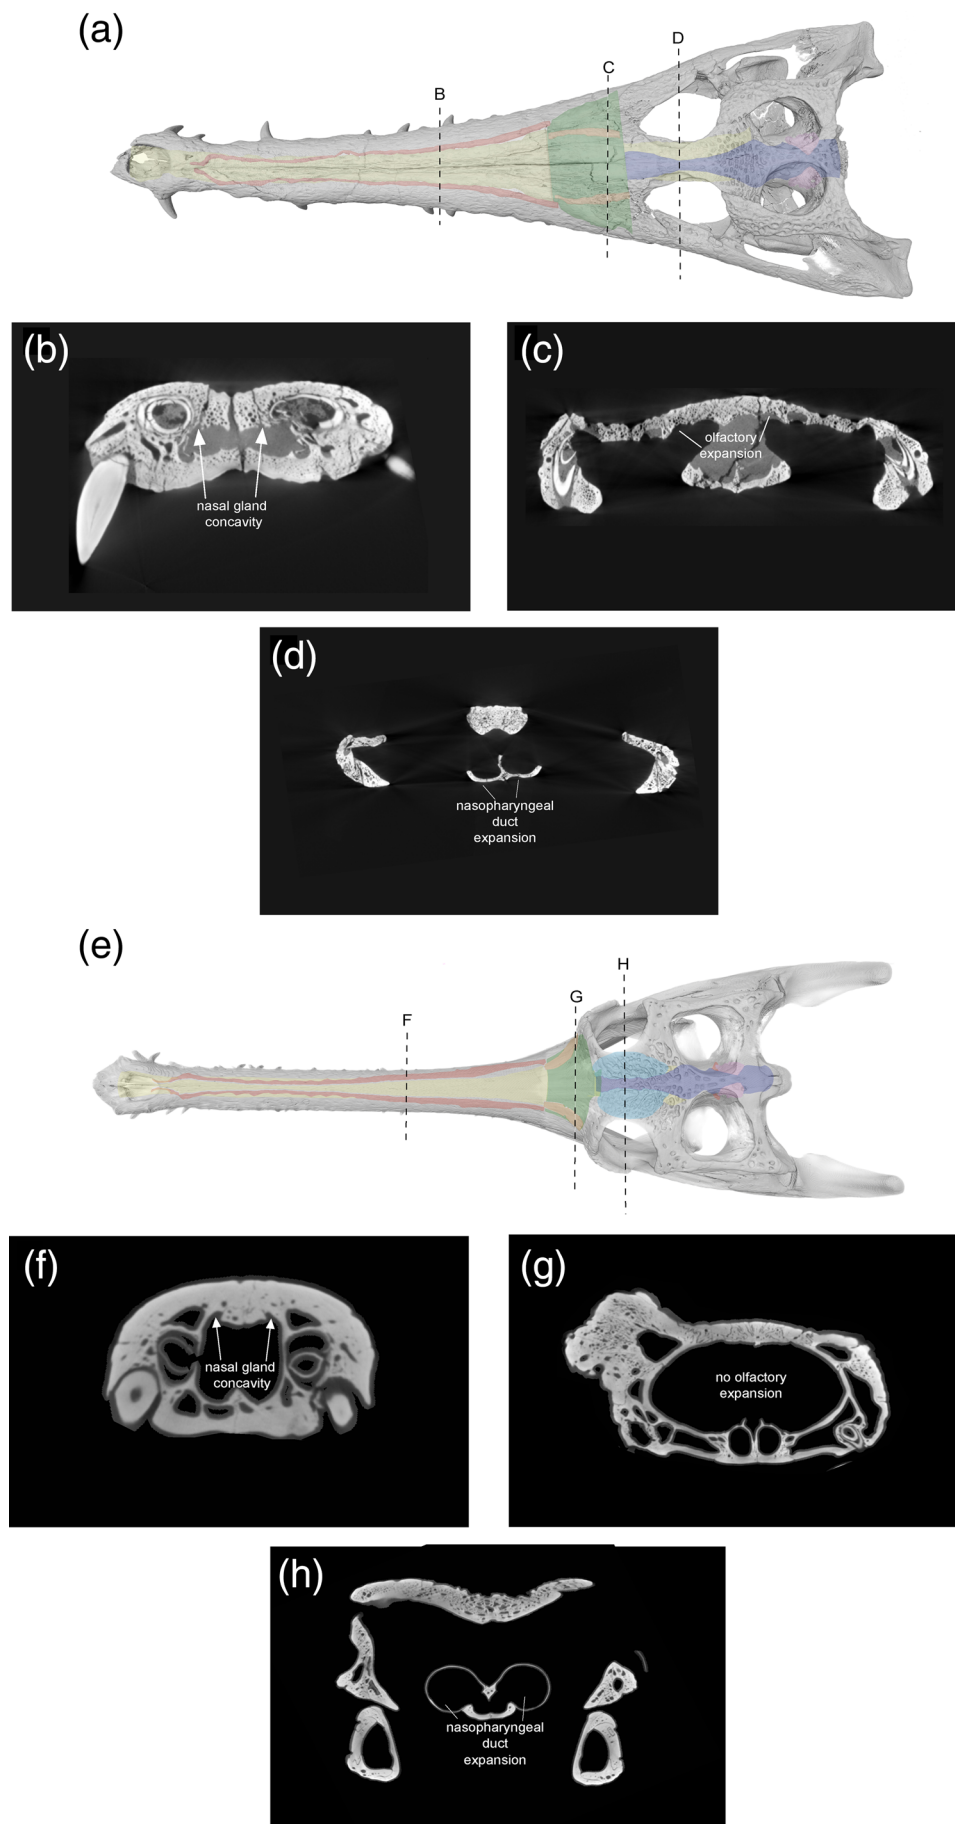 (a)
D
C
B
(b)
nasal gland
concavity
(c)
olfactory
expansion
(d)
nasopharyngeal
duct
expansion
(e)
H
G
F
(f)
nasal gland
concavity
(g)
no olfactory
expansion
(h)
nasopharyngeal
duct
expansion